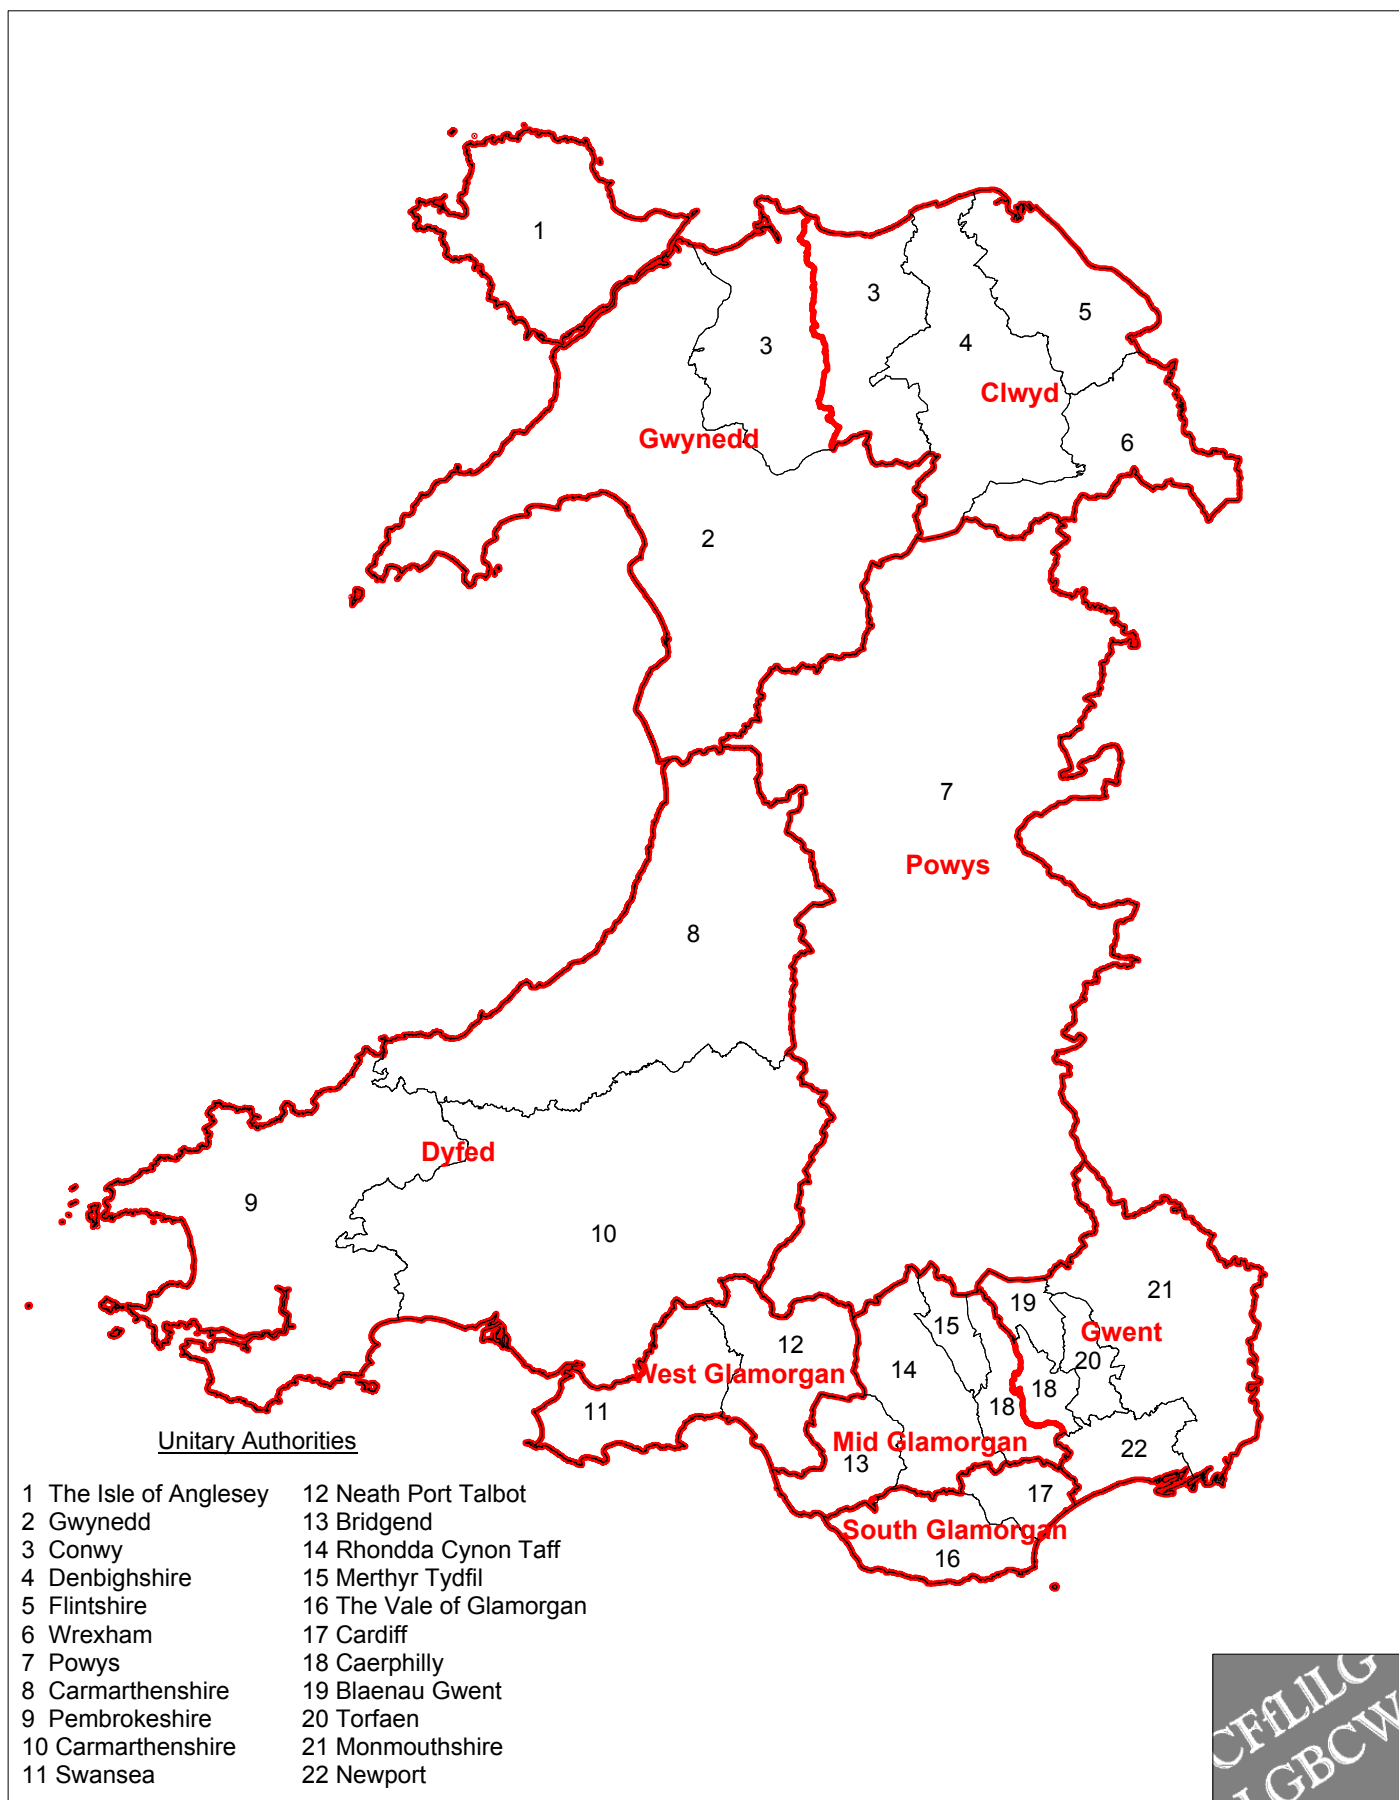 1
3
3
5
4
Clwyd
Gwynedd
6
2
7
Powys
8
Dyfed
9
10
21
19
15
Gwent
12
20
West Glamorgan
14
18
18
11
Mid Glamorgan
22
13
17
South Glamorgan
16
Unitary Authorities
1 The Isle of Anglesey
2 Gwynedd
3 Conwy
4 Denbighshire
5 Flintshire
6 Wrexham
7 Powys
8 Carmarthenshire
9 Pembrokeshire
10 Carmarthenshire
11 Swansea
12 Neath Port Talbot
13 Bridgend
14 Rhondda Cynon Taff
15 Merthyr Tydfil
16 The Vale of Glamorgan
17 Cardiff
18 Caerphilly
19 Blaenau Gwent
20 Torfaen
21 Monmouthshire
22 Newport
CFfLlLG
LGBCW